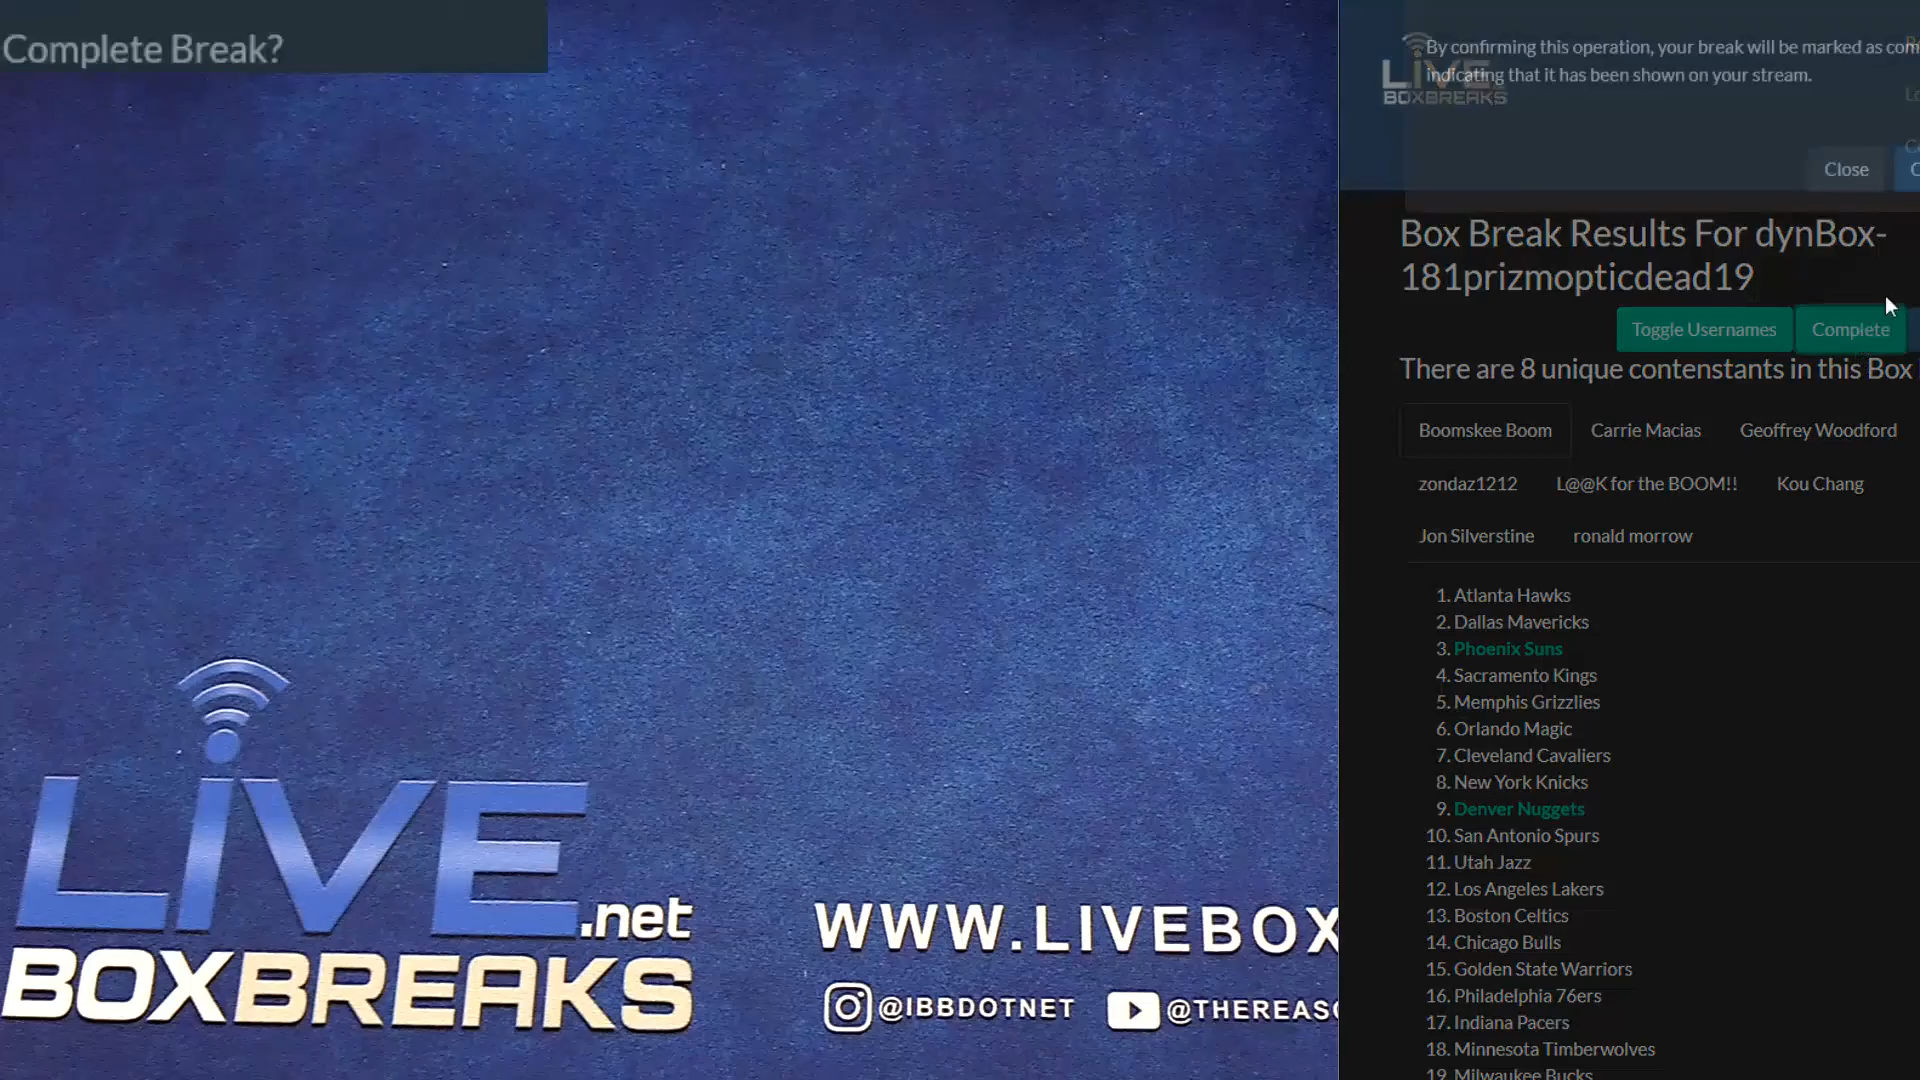 Complete Break?
By confirming this operation, your break will be marked as com
indicating that it has been shown on your stream.
LIVE
BOXBREAKS
Close
Box Break Results For dynBox-
181prizmopticdead19
Toggle Usernames
Complete
There are 8 unique contenstants in this Box
Boomskee Boom
Carrie Macias
Geoffrey Woodford
zondaz1212
L@@K for the BOOM!!
Kou Chang
Jon Silverstine
ronald morrow
1. Atlanta Hawks
2. Dallas Mavericks
3. Phoenix Suns
4. Sacramento Kings
5. Memphis Grizzlies
6. Orlando Magic
7. Cleveland Cavaliers
8. New York Knicks
9. Denver Nuggets
10. San Antonio Spurs
11. Utah Jazz
12. Los Angeles Lakers
13. Boston Celtics
14. Chicago Bulls
15. Golden State Warriors
16. Philadelphia 76ers
17. Indiana Pacers
18. Minnesota Timberwolves
19. Milwaukee Bucks
LIVE.net
BOXBREAKS
WWW.LIVEBOX
@IBBDOTNET
@THEREASO